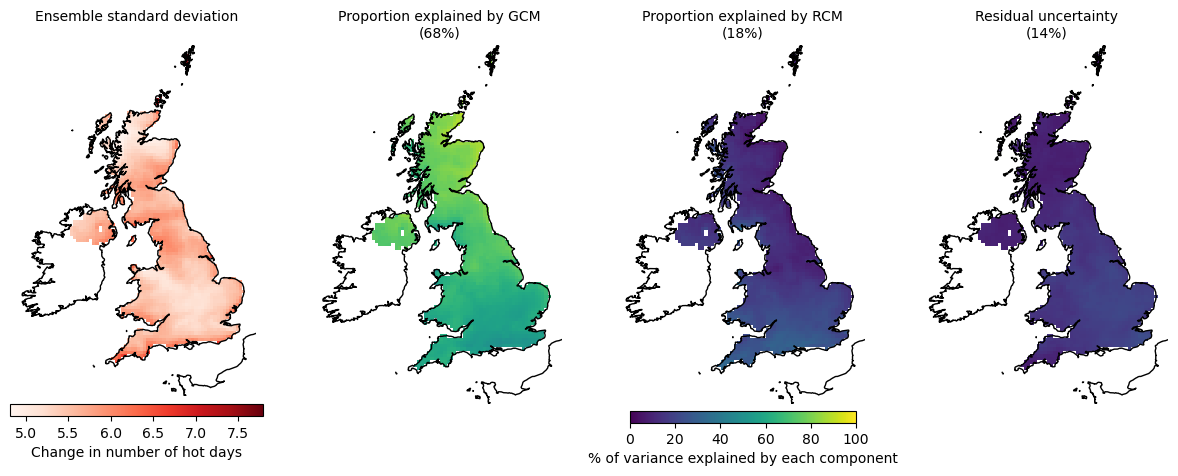 Ensemble standard deviation
Proportion explained by GCM
(68%)
Proportion explained by RCM
(18%)
Residual uncertainty
(14%)
5.0 5.5 6.0 6.5 7.0 7.5
Change in number of hot days
0 20 40 60 80 100
% of variance explained by each component